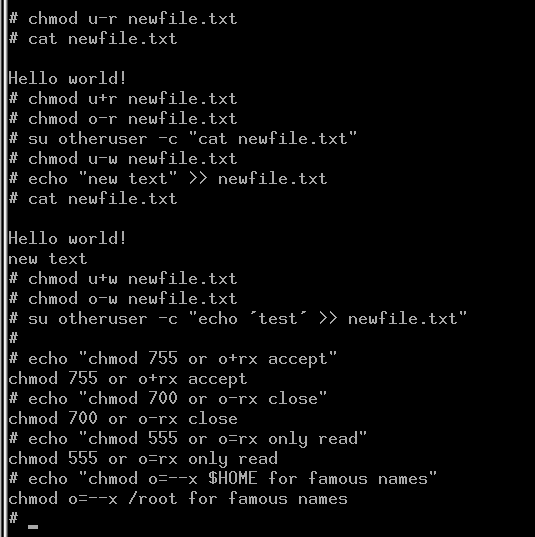 # chmod u-r newfile.txt
# cat newfile.txt
Hello world!
# chmod u+r newfile.txt
# chmod o-r newfile.txt
# su otheruser -c "cat newfile.txt"
# chmod u-w newfile.txt
# echo "new text" >> newfile.txt
# cat newfile.txt
Hello world!
new text
# chmod u+w newfile.txt
# chmod o-w newfile.txt
# su otheruser -c "echo ´test´ >> newfile.txt"
#
# echo "chmod 755 or o+rx accept"
chmod 755 or o+rx accept
# echo "chmod 700 or o-rx close"
chmod 700 or o-rx close
# echo "chmod 555 or o=rx only read"
chmod 555 or o=rx only read
# echo "chmod o=--x $HOME for famous names"
chmod o=--x /root for famous names
# _